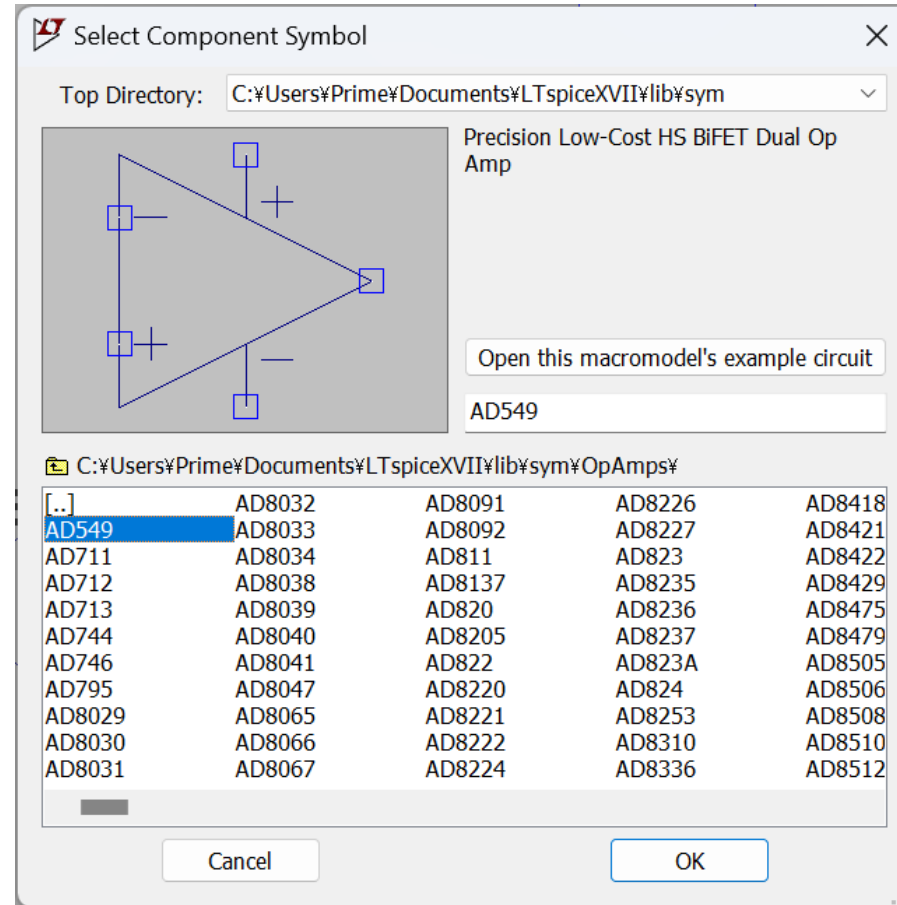 Select Component Symbol
Top Directory: C:¥Users¥Prime¥Documents¥LTspiceXVII¥lib¥sym
Precision Low-Cost HS BiFET Dual Op
Amp
Open this macromodel's example circuit
AD549
C:¥Users¥Prime¥Documents¥LTspiceXVII¥lib¥sym¥OpAmps¥
[..] AD8032 AD8091 AD8226 AD8418
AD549 AD8033 AD8092 AD8227 AD8421
AD711 AD8034 AD811 AD823 AD8422
AD712 AD8038 AD8137 AD8235 AD8429
AD713 AD8039 AD820 AD8236 AD8475
AD744 AD8040 AD8205 AD8237 AD8479
AD746 AD8041 AD822 AD823A AD8505
AD795 AD8047 AD8220 AD824 AD8506
AD8029 AD8065 AD8221 AD8253 AD8508
AD8030 AD8066 AD8222 AD8310 AD8510
AD8031 AD8067 AD8224 AD8336 AD8512
Cancel OK